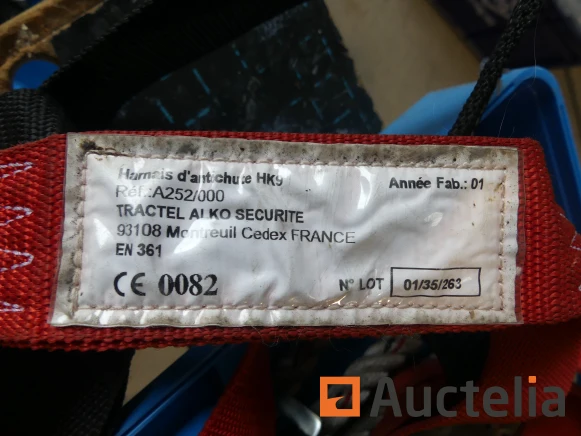 Harnais d'antichute HK9
Année Fab.: 01
Réf.:A252/000
TRACTEL ALKO SECURITE
93108 Montreuil Cedex FRANCE
EN 361
CE 0082
N° LOT 01/35/263
Auctelia